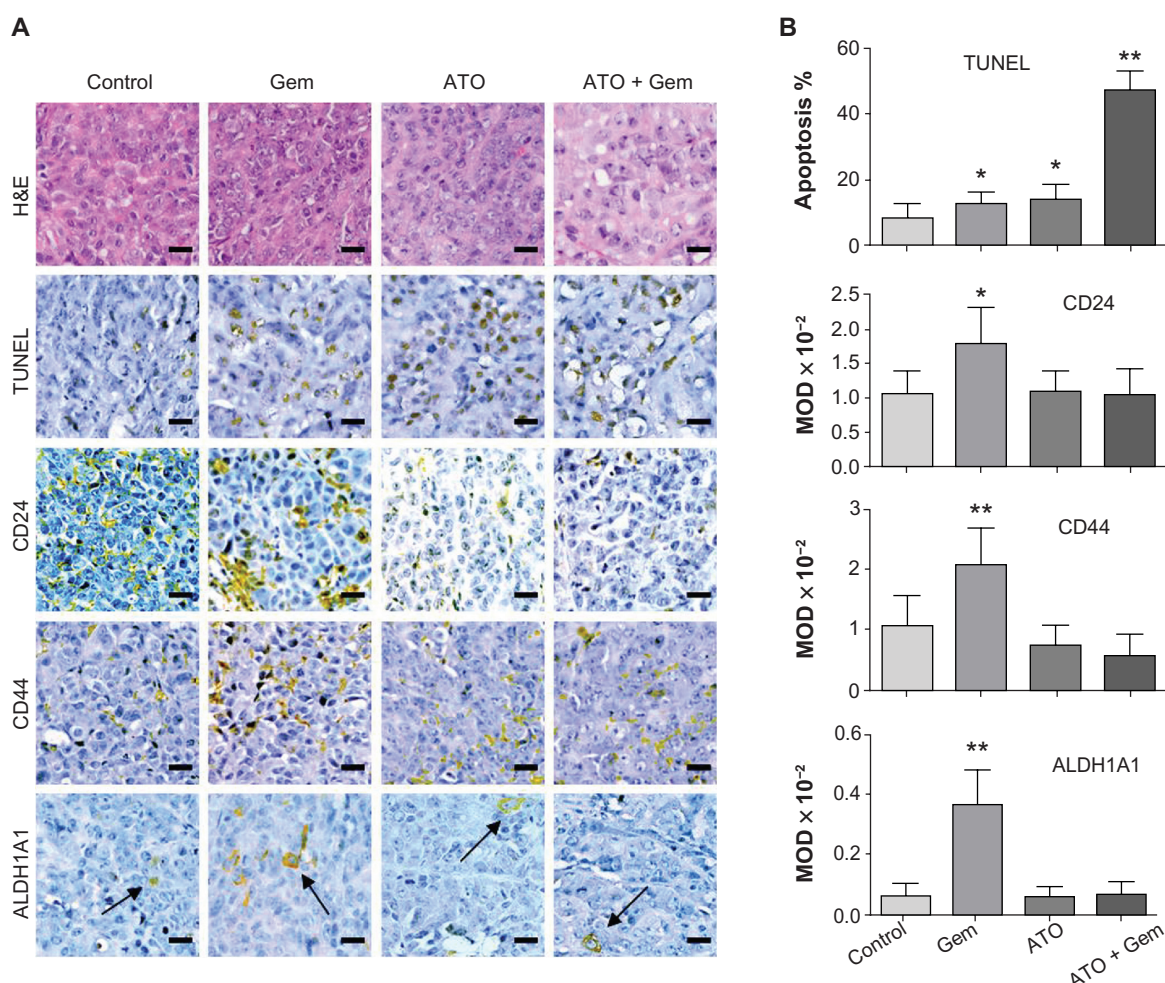 A
Control Gem ATO ATO + Gem
H&E
TUNEL
CD24
CD44
ALDH1A1
B
60
40
20
0
Apoptosis %
TUNEL
*
*
**
2.5
2.0
1.5
1.0
0.5
0.0
MOD × 10⁻²
CD24
*
3
2
1
0
MOD × 10⁻²
CD44
**
0.6
0.4
0.2
0.0
MOD × 10⁻²
ALDH1A1
**
Control Gem ATO ATO + Gem